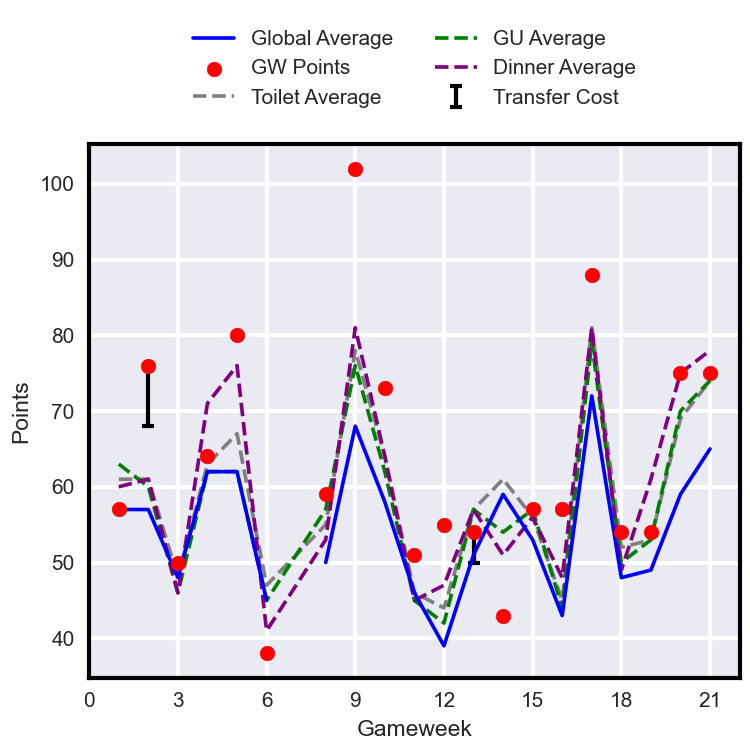 Global Average
GW Points
Toilet Average
GU Average
Dinner Average
Transfer Cost
100
90
80
70
60
50
40
Points
0 3 6 9 12 15 18 21
Gameweek